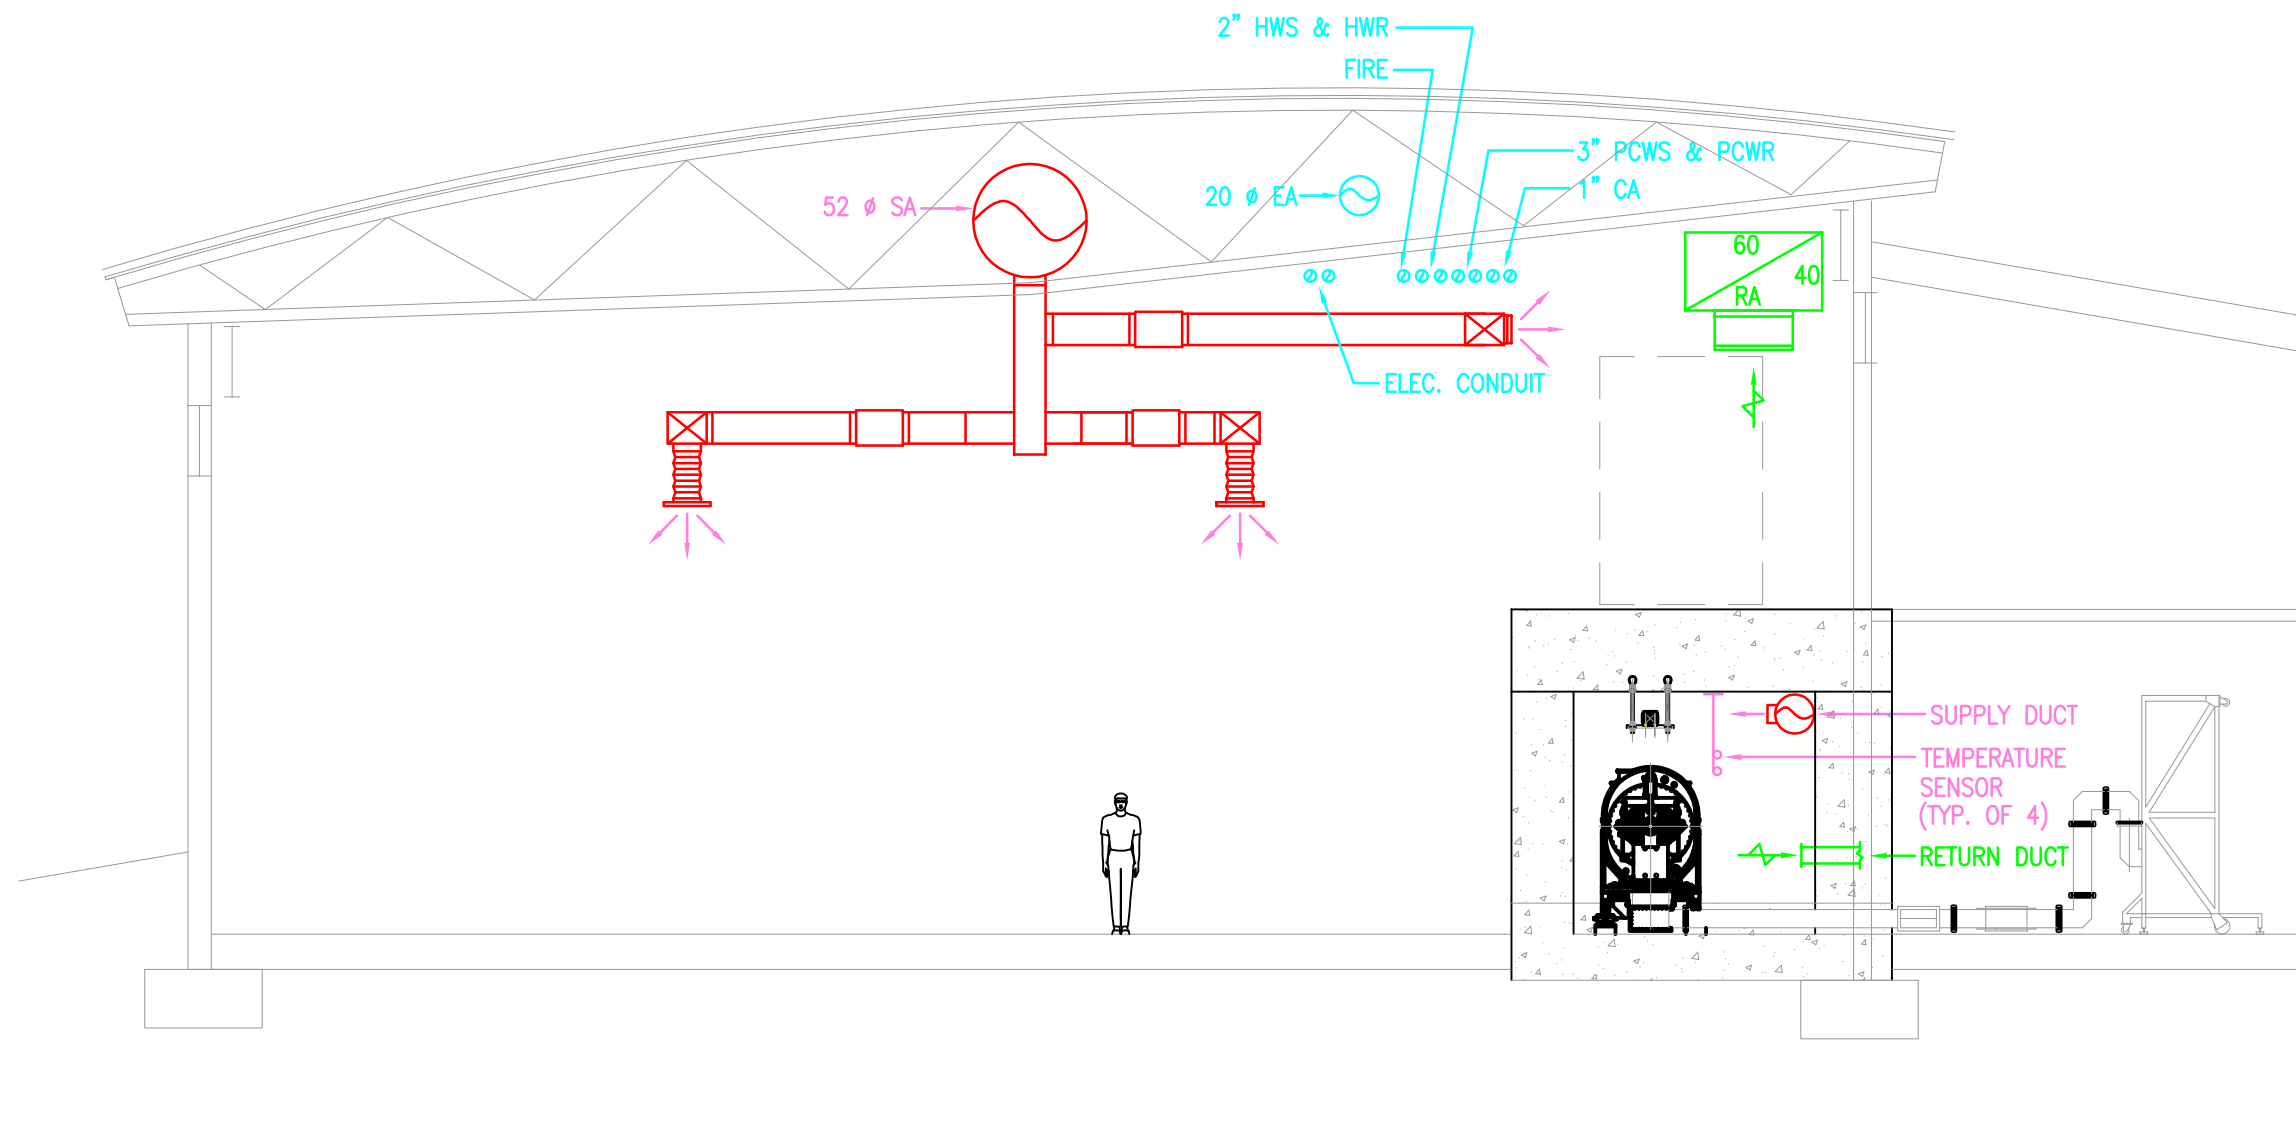 2” HWS & HWR
FIRE
3” PCWS & PCWR
1” CA
52 ø SA
20 ø EA
60
40
RA
ELEC. CONDUIT
SUPPLY DUCT
TEMPERATURE
SENSOR
(TYP. OF 4)
RETURN DUCT